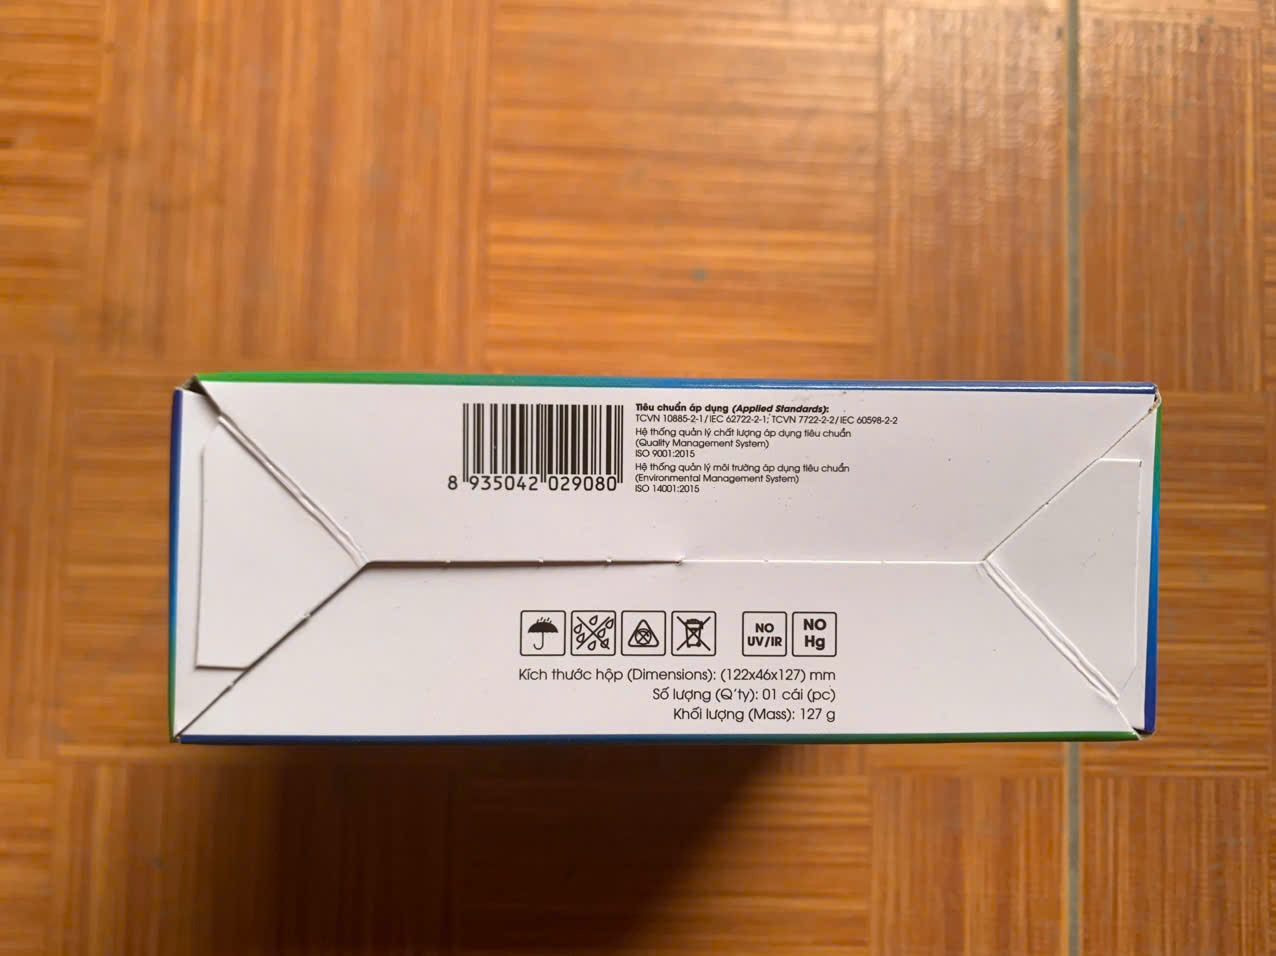 Tiêu chuẩn áp dụng (Applied Standards):
TCVN 10885-2-1/IEC 62722-2-1; TCVN 7722-2-2/IEC 60598-2-2
Hệ thống quản lý chất lượng áp dụng tiêu chuẩn
(Quality Management System)
ISO 9001:2015
Hệ thống quản lý môi trường áp dụng tiêu chuẩn
(Environmental Management System)
ISO 14001:2015
8 935042 029080
NO UV/IR
NO Hg
Kích thước hộp (Dimensions): (122x46x127) mm
Số lượng (Q'ty): 01 cái (pc)
Khối lượng (Mass): 127 g